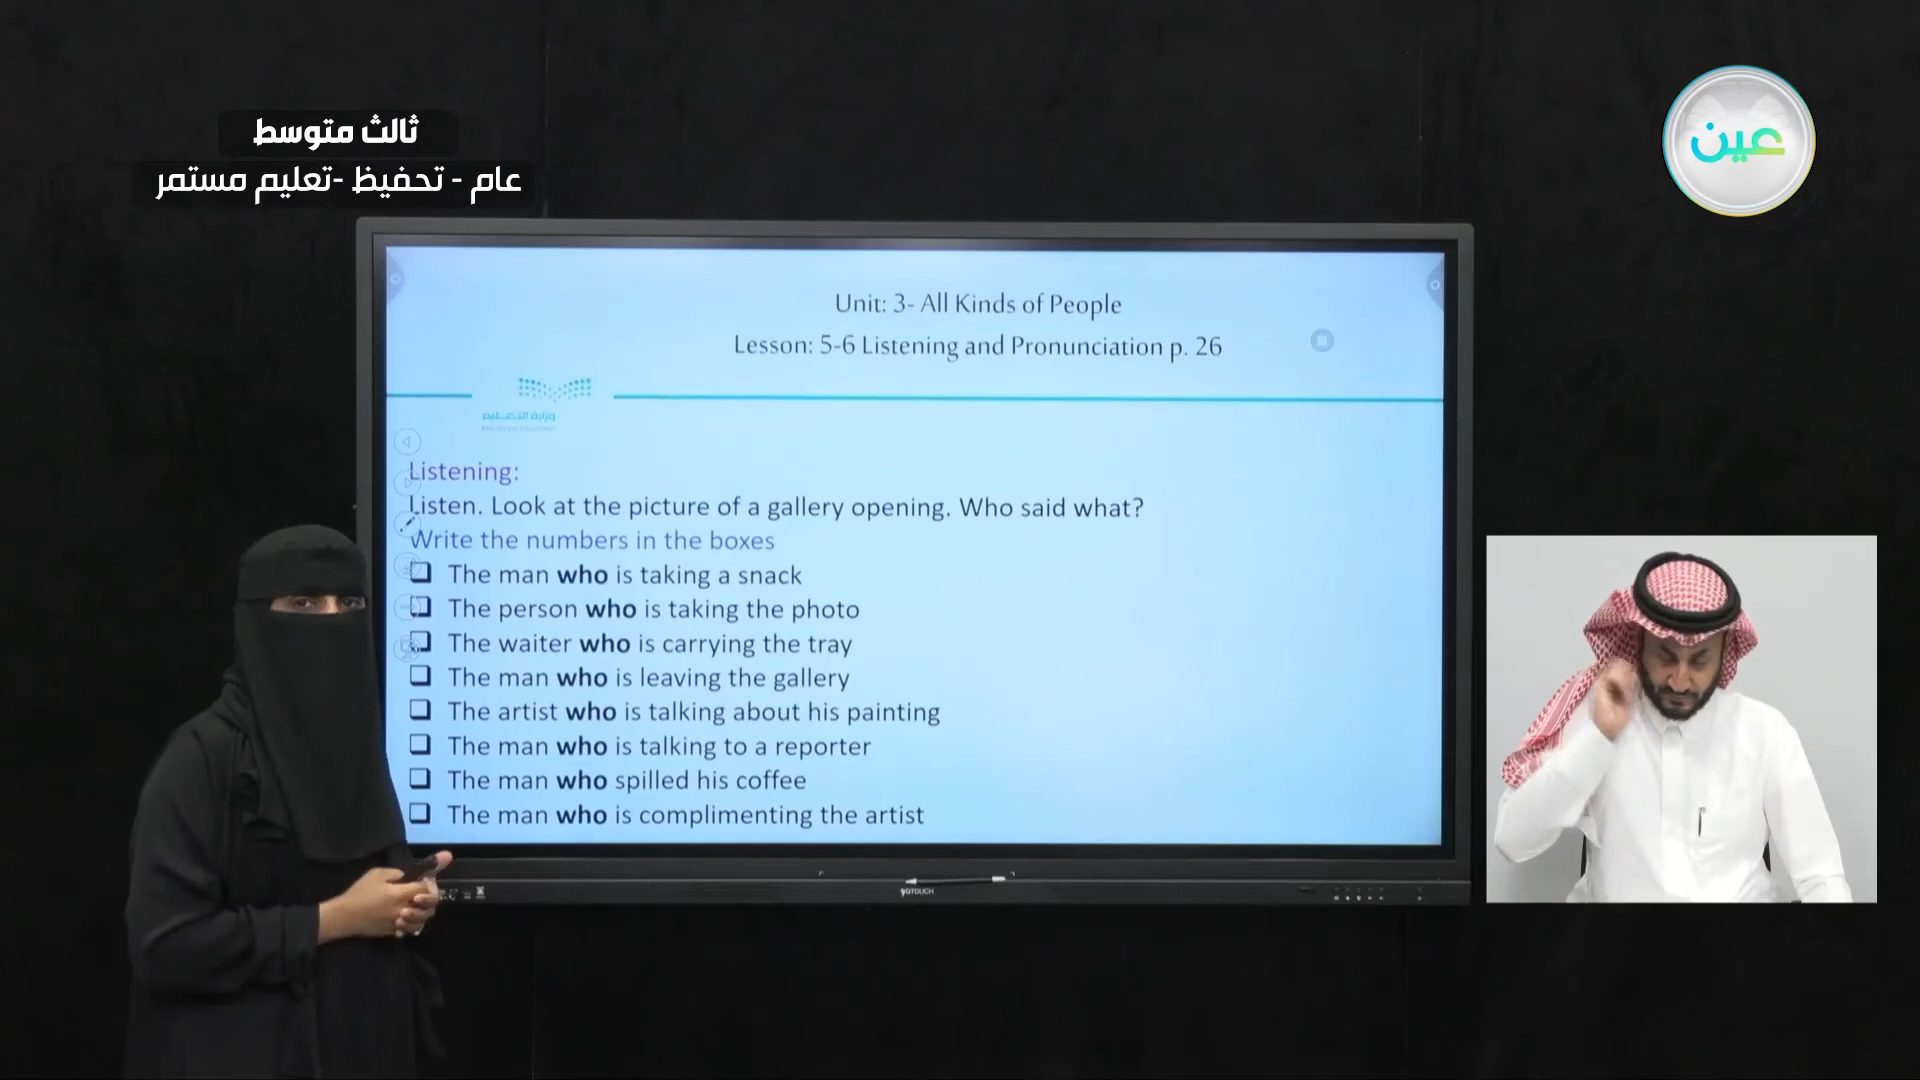 ثالث متوسط
عام - تحفيظ -تعليم مستمر
عين
Unit: 3- All Kinds of People
Lesson: 5-6 Listening and Pronunciation p. 26
وزارة التعليم
Listening:
Listen. Look at the picture of a gallery opening. Who said what?
Write the numbers in the boxes
The man who is taking a snack
The person who is taking the photo
The waiter who is carrying the tray
The man who is leaving the gallery
The artist who is talking about his painting
The man who is talking to a reporter
The man who spilled his coffee
The man who is complimenting the artist
YOTOUCH